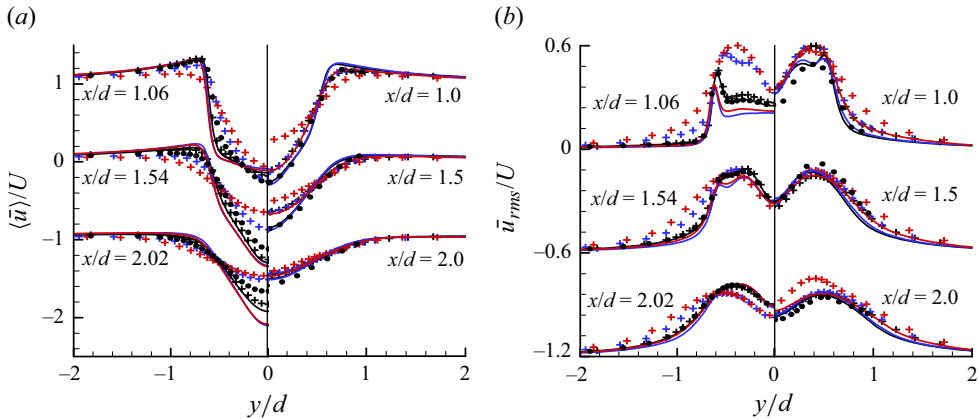 (a)
(b)
1
0
−1
−2
⟨ū⟩/U
x/d = 1.06
x/d = 1.0
x/d = 1.54
x/d = 1.5
x/d = 2.02
x/d = 2.0
−2 −1 0 1 2
y/d
0.6
0
−0.6
−1.2
ū_rms/U
x/d = 1.06
x/d = 1.0
x/d = 1.54
x/d = 1.5
x/d = 2.02
x/d = 2.0
−2 −1 0 1 2
y/d